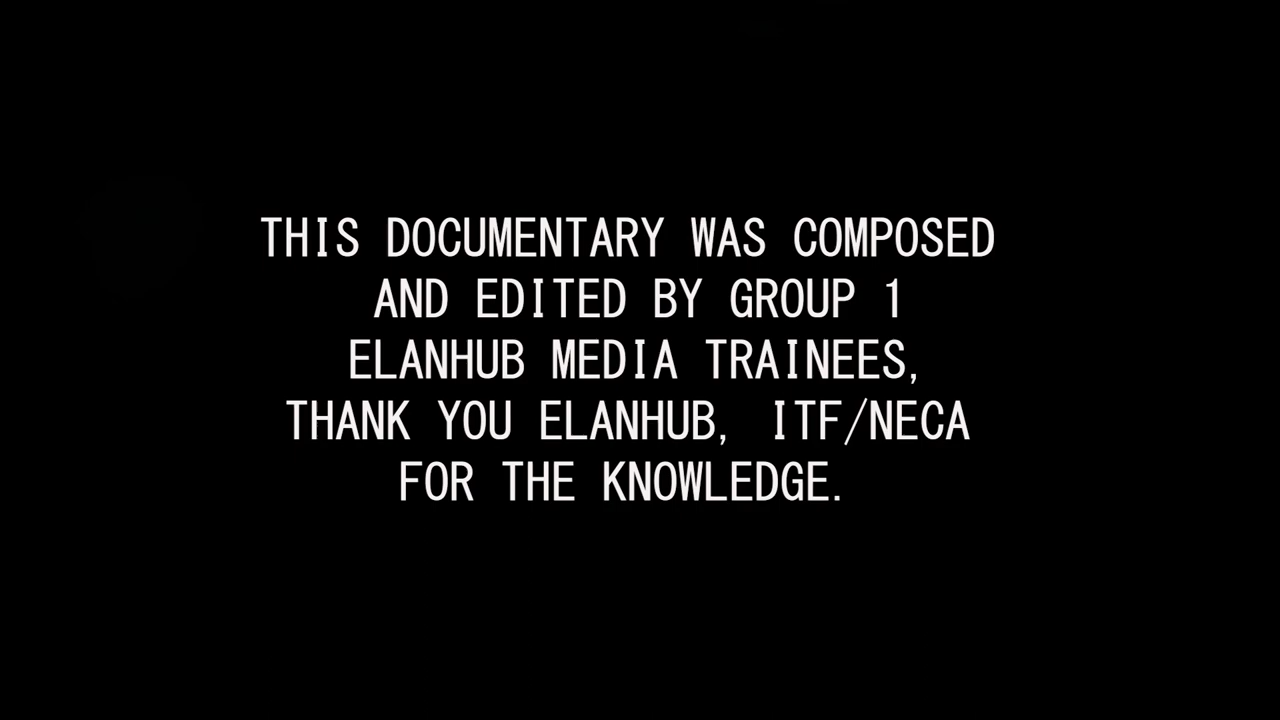 THIS DOCUMENTARY WAS COMPOSED
AND EDITED BY GROUP 1
ELANHUB MEDIA TRAINEES,
THANK YOU ELANHUB, ITF/NECA
FOR THE KNOWLEDGE.